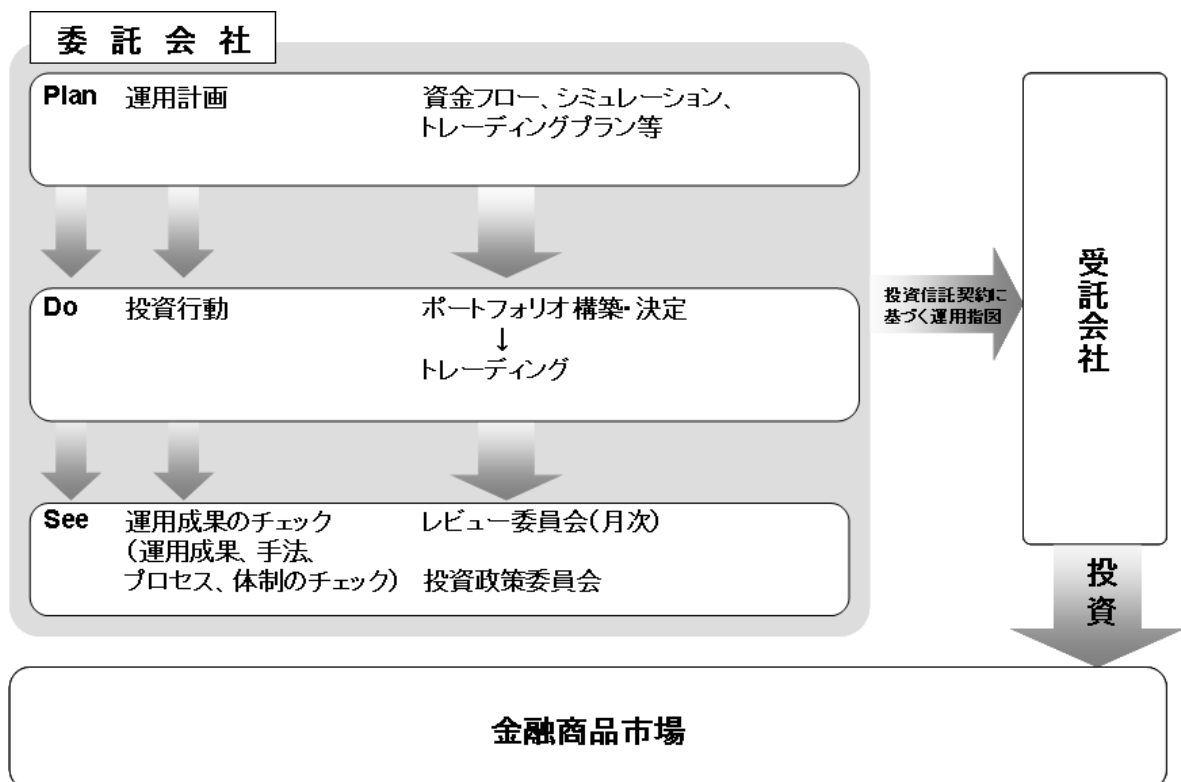 委託会社
Plan 運用計画 資金フロー、シミュレーション、
トレーディングプラン等
Do 投資行動 ポートフォリオ構築・決定
↓
トレーディング
See 運用成果のチェック レビュー委員会(月次)
(運用成果、手法、
プロセス、体制のチェック) 投資政策委員会
投資信託契約に
基づく運用指図
受託会社
投資
金融商品市場